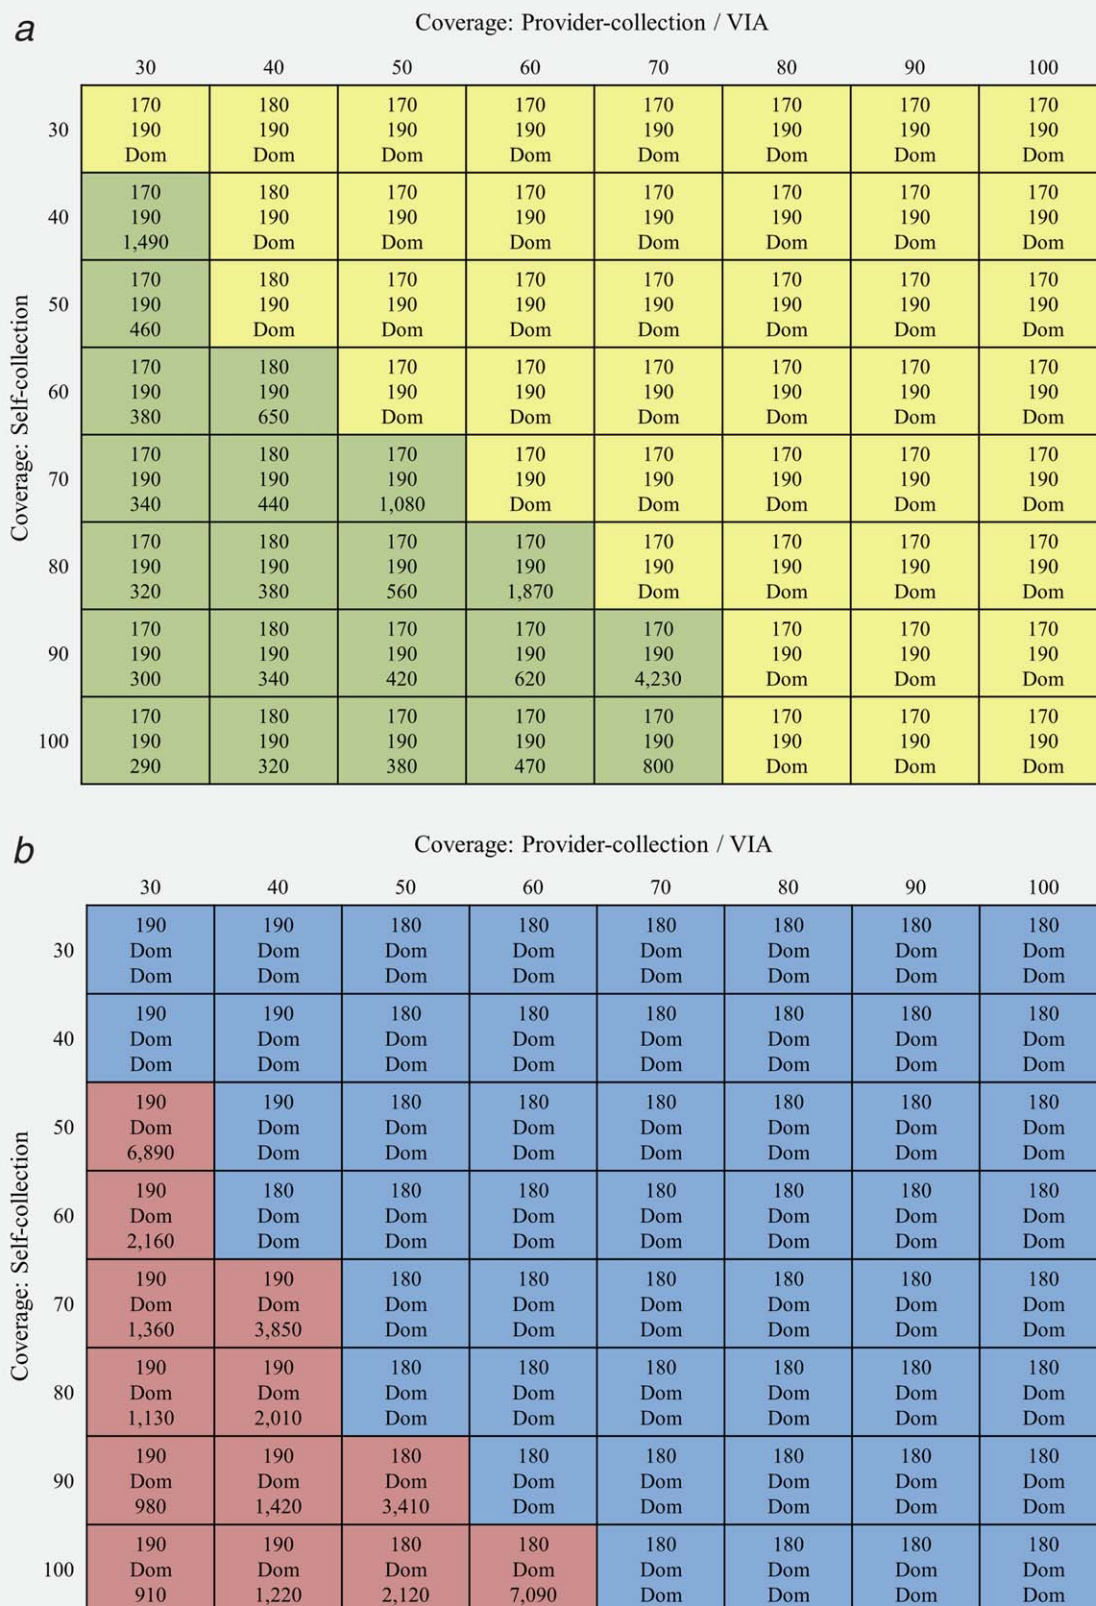 a
Coverage: Provider-collection / VIA
30 40 50 60 70 80 90 100
Coverage: Self-collection
170 180 170 170 170 170 170 170
30 190 190 190 190 190 190 190 190
Dom Dom Dom Dom Dom Dom Dom Dom
170 180 170 170 170 170 170 170
40 190 190 190 190 190 190 190 190
1,490 Dom Dom Dom Dom Dom Dom Dom
170 180 170 170 170 170 170 170
50 190 190 190 190 190 190 190 190
460 Dom Dom Dom Dom Dom Dom Dom
170 180 170 170 170 170 170 170
60 190 190 190 190 190 190 190 190
380 650 Dom Dom Dom Dom Dom Dom
170 180 170 170 170 170 170 170
70 190 190 190 190 190 190 190 190
340 440 1,080 Dom Dom Dom Dom Dom
170 180 170 170 170 170 170 170
80 190 190 190 190 190 190 190 190
320 380 560 1,870 Dom Dom Dom Dom
170 180 170 170 170 170 170 170
90 190 190 190 190 190 190 190 190
300 340 420 620 4,230 Dom Dom Dom
170 180 170 170 170 170 170 170
100 190 190 190 190 190 190 190 190
290 320 380 470 800 Dom Dom Dom
b
Coverage: Provider-collection / VIA
30 40 50 60 70 80 90 100
Coverage: Self-collection
190 190 180 180 180 180 180 180
30 Dom Dom Dom Dom Dom Dom Dom Dom
Dom Dom Dom Dom Dom Dom Dom Dom
190 190 180 180 180 180 180 180
40 Dom Dom Dom Dom Dom Dom Dom Dom
Dom Dom Dom Dom Dom Dom Dom Dom
190 190 180 180 180 180 180 180
50 Dom Dom Dom Dom Dom Dom Dom Dom
6,890 Dom Dom Dom Dom Dom Dom Dom
190 180 180 180 180 180 180 180
60 Dom Dom Dom Dom Dom Dom Dom Dom
2,160 Dom Dom Dom Dom Dom Dom Dom
190 190 180 180 180 180 180 180
70 Dom Dom Dom Dom Dom Dom Dom Dom
1,360 3,850 Dom Dom Dom Dom Dom Dom
190 190 180 180 180 180 180 180
80 Dom Dom Dom Dom Dom Dom Dom Dom
1,130 2,010 Dom Dom Dom Dom Dom Dom
190 190 180 180 180 180 180 180
90 Dom Dom Dom Dom Dom Dom Dom Dom
980 1,420 3,410 Dom Dom Dom Dom Dom
190 190 180 180 180 180 180 180
100 Dom Dom Dom Dom Dom Dom Dom Dom
910 1,220 2,120 7,090 Dom Dom Dom Dom